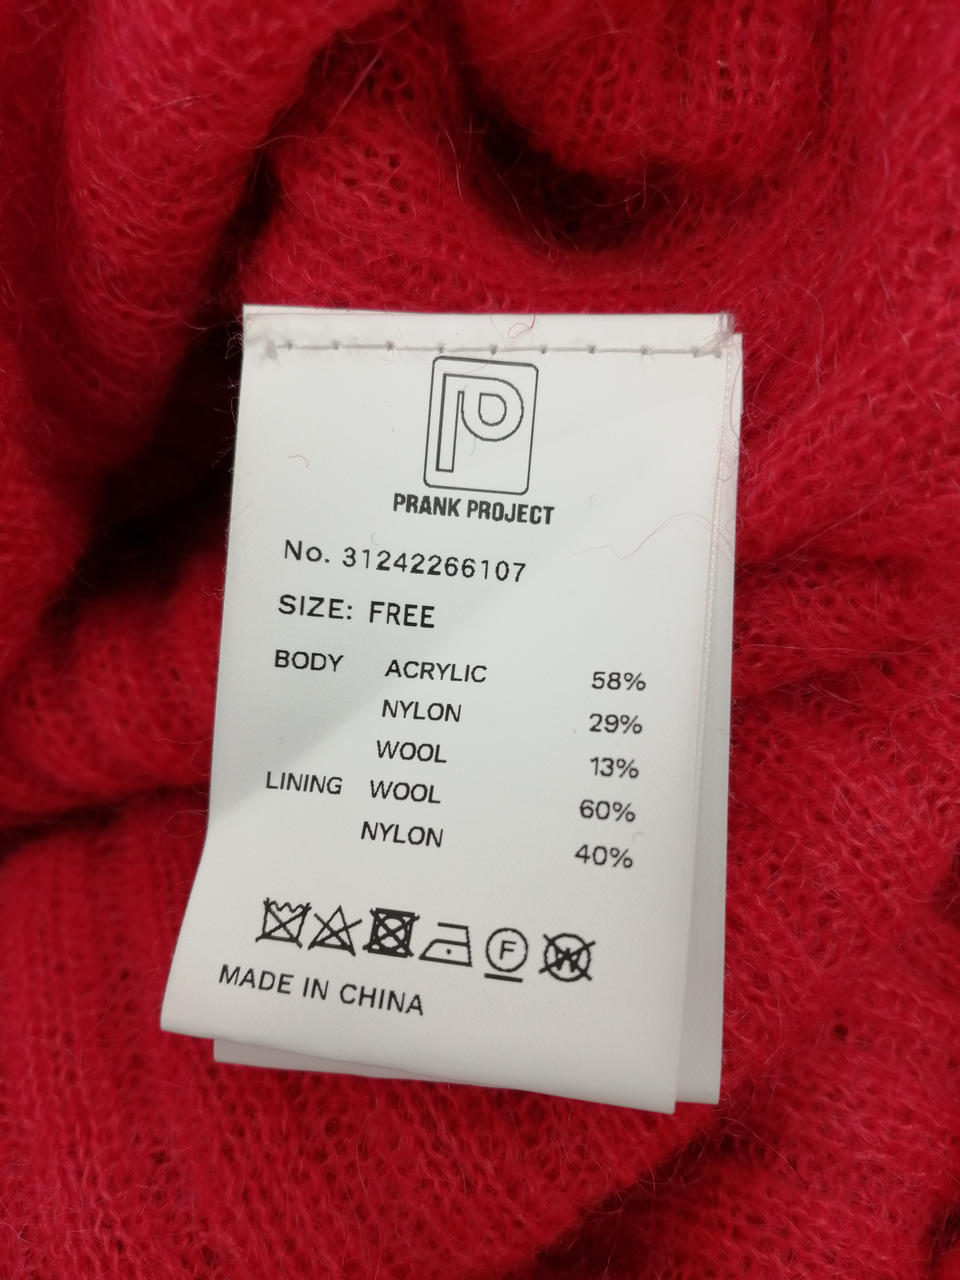 PRANK PROJECT
No. 31242266107
SIZE: FREE
BODY ACRYLIC 58%
NYLON 29%
WOOL 13%
LINING WOOL 60%
NYLON 40%
F W
MADE IN CHINA